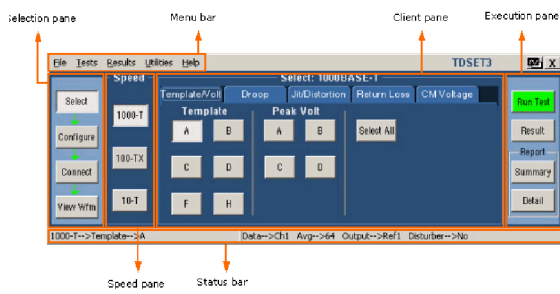 Selection pane
Menu bar
Client pane
Execution pane
File Tests Results Utilities Help
TDSET3
X
Speed
Select: 1000BASE-T
Template/Volt Droop Jit/Distortion Return Loss CM Voltage
Select
Configure
Connect
View Wfm
1000-T
100-TX
10-T
Template
A B
C D
F H
Peak Volt
A B
C D
Select All
Run Test
Result
Report
Summary
Detail
1000-T-->Template-->A
Data-->Ch1 Avg-->64 Output-->Ref1 Disturber-->No
Speed pane
Status bar